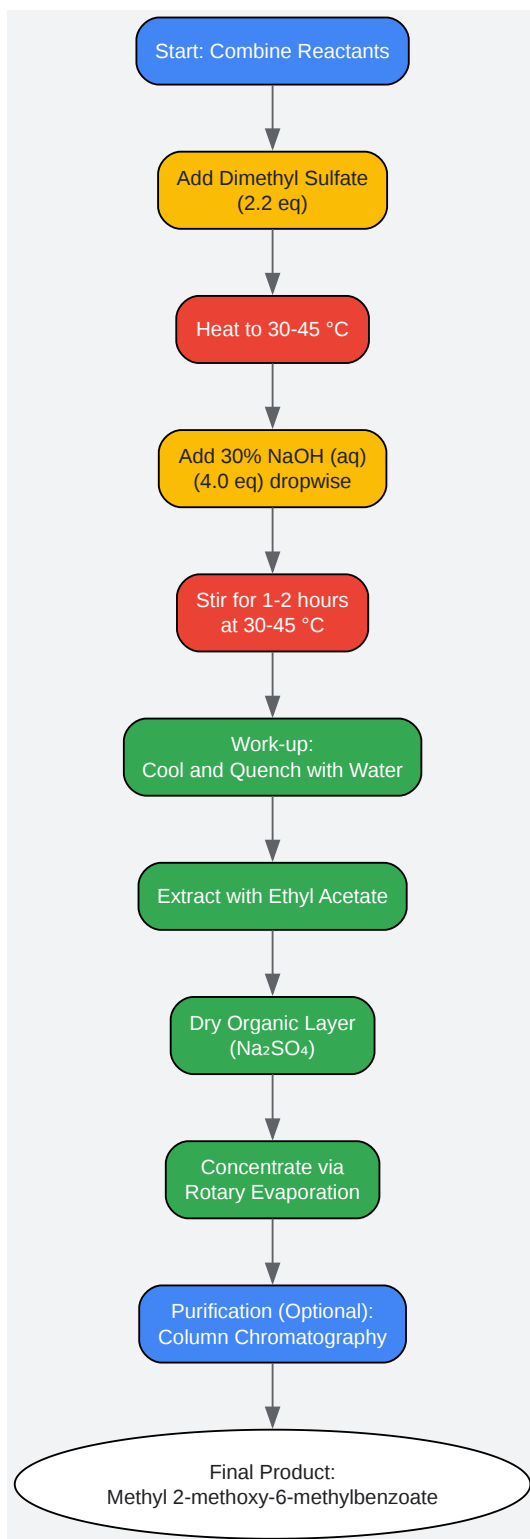 Start: Combine Reactants
Add Dimethyl Sulfate
(2.2 eq)
Heat to 30-45 °C
Add 30% NaOH (aq)
(4.0 eq) dropwise
Stir for 1-2 hours
at 30-45 °C
Work-up:
Cool and Quench with Water
Extract with Ethyl Acetate
Dry Organic Layer
(Na₂SO₄)
Concentrate via
Rotary Evaporation
Purification (Optional):
Column Chromatography
Final Product:
Methyl 2-methoxy-6-methylbenzoate